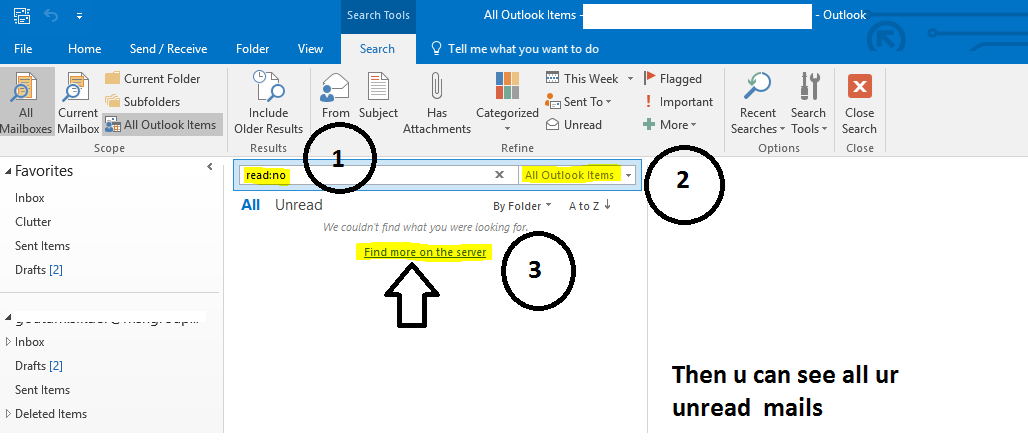 Search Tools
All Outlook Items -
- Outlook
File
Home
Send / Receive
Folder
View
Search
Tell me what you want to do
All
Mailboxes
Current
Mailbox
Current Folder
Subfolders
All Outlook Items
Scope
Include
Older Results
Results
From
Subject
Has
Attachments
Categorized
This Week
Sent To
Unread
Flagged
Important
More
Refine
Recent
Searches
Search
Tools
Options
Close
Search
Close
Favorites
Inbox
Clutter
Sent Items
Drafts [2]
Inbox
Drafts [2]
Sent Items
Deleted Items
1
read:no
All Outlook Items
2
All
Unread
By Folder
A to Z
We couldn't find what you were looking for.
Find more on the server
3
Then u can see all ur
unread mails